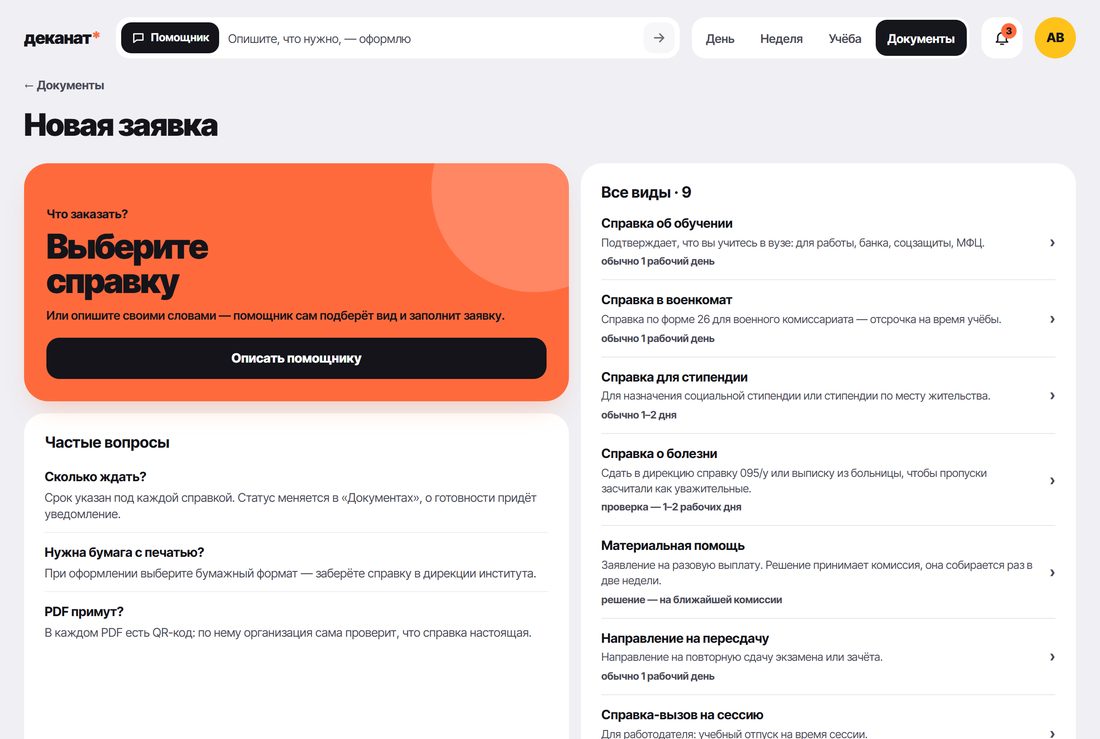 деканат*
Помощник
Опишите, что нужно, — оформлю
→
День
Неделя
Учёба
Документы
3
АВ
← Документы
Новая заявка
Что заказать?
Выберите
справку
Или опишите своими словами — помощник сам подберёт вид и заполнит заявку.
Описать помощнику
Частые вопросы
Сколько ждать?
Срок указан под каждой справкой. Статус меняется в «Документах», о готовности придёт
уведомление.
Нужна бумага с печатью?
При оформлении выберите бумажный формат — заберёте справку в дирекции института.
PDF примут?
В каждом PDF есть QR-код: по нему организация сама проверит, что справка настоящая.
Все виды · 9
Справка об обучении
Подтверждает, что вы учитесь в вузе: для работы, банка, соцзащиты, МФЦ.
обычно 1 рабочий день
Справка в военкомат
Справка по форме 26 для военного комиссариата — отсрочка на время учёбы.
обычно 1 рабочий день
Справка для стипендии
Для назначения социальной стипендии или стипендии по месту жительства.
обычно 1–2 дня
Справка о болезни
Сдать в дирекцию справку 095/у или выписку из больницы, чтобы пропуски
засчитали как уважительные.
проверка — 1–2 рабочих дня
Материальная помощь
Заявление на разовую выплату. Решение принимает комиссия, она собирается раз в
две недели.
решение — на ближайшей комиссии
Направление на пересдачу
Направление на повторную сдачу экзамена или зачёта.
обычно 1 рабочий день
Справка-вызов на сессию
Для работодателя: учебный отпуск на время сессии.